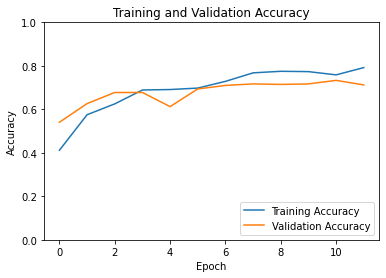 Training and Validation Accuracy
1.0
0.8
0.6
0.4
0.2
0.0
Accuracy
0 2 4 6 8 10
Epoch
Training Accuracy
Validation Accuracy